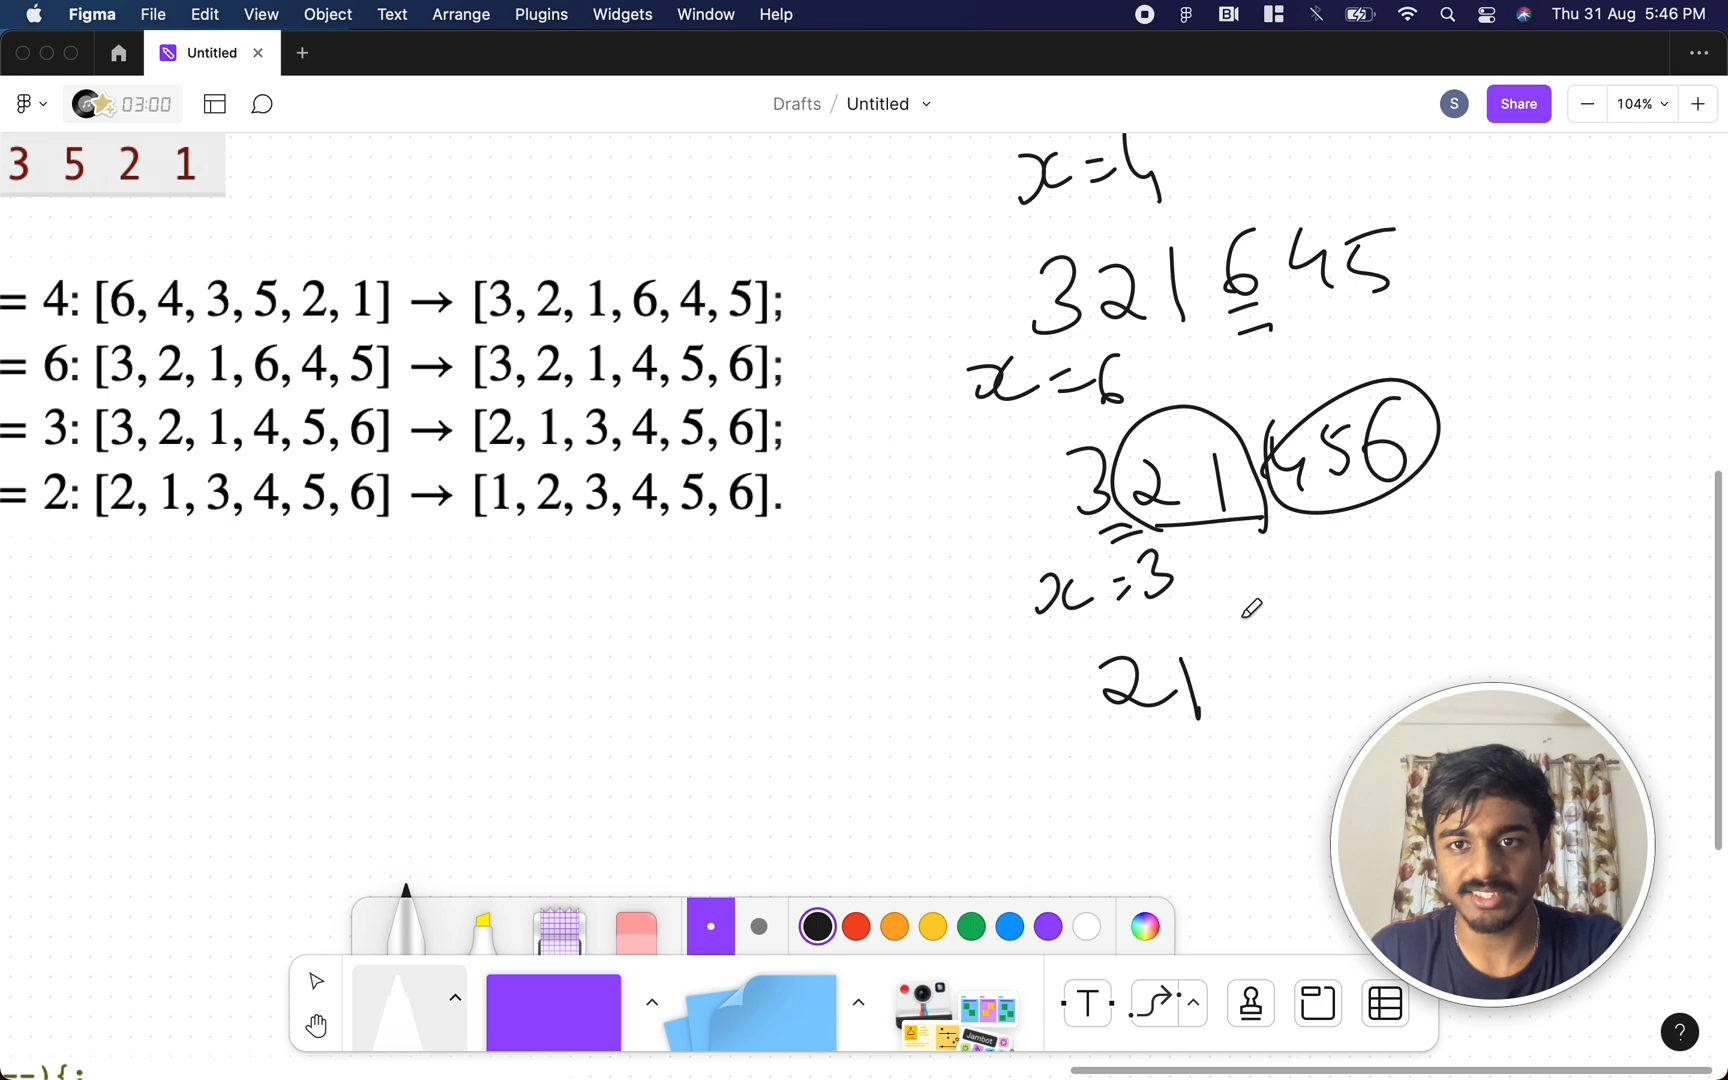 Figma File Edit View Object Text Arrange Plugins Widgets Window Help Thu 31 Aug 5:46 PM
Untitled
03:00 Drafts / Untitled S Share 104%
3 5 2 1
x=4
3 2 1 6 4 5
= 4: [6, 4, 3, 5, 2, 1] → [3, 2, 1, 6, 4, 5];
= 6: [3, 2, 1, 6, 4, 5] → [3, 2, 1, 4, 5, 6];
x=6
= 3: [3, 2, 1, 4, 5, 6] → [2, 1, 3, 4, 5, 6];
3 2 1 4 5 6
= 2: [2, 1, 3, 4, 5, 6] → [1, 2, 3, 4, 5, 6].
x=3
2 1
T
Jambot
?